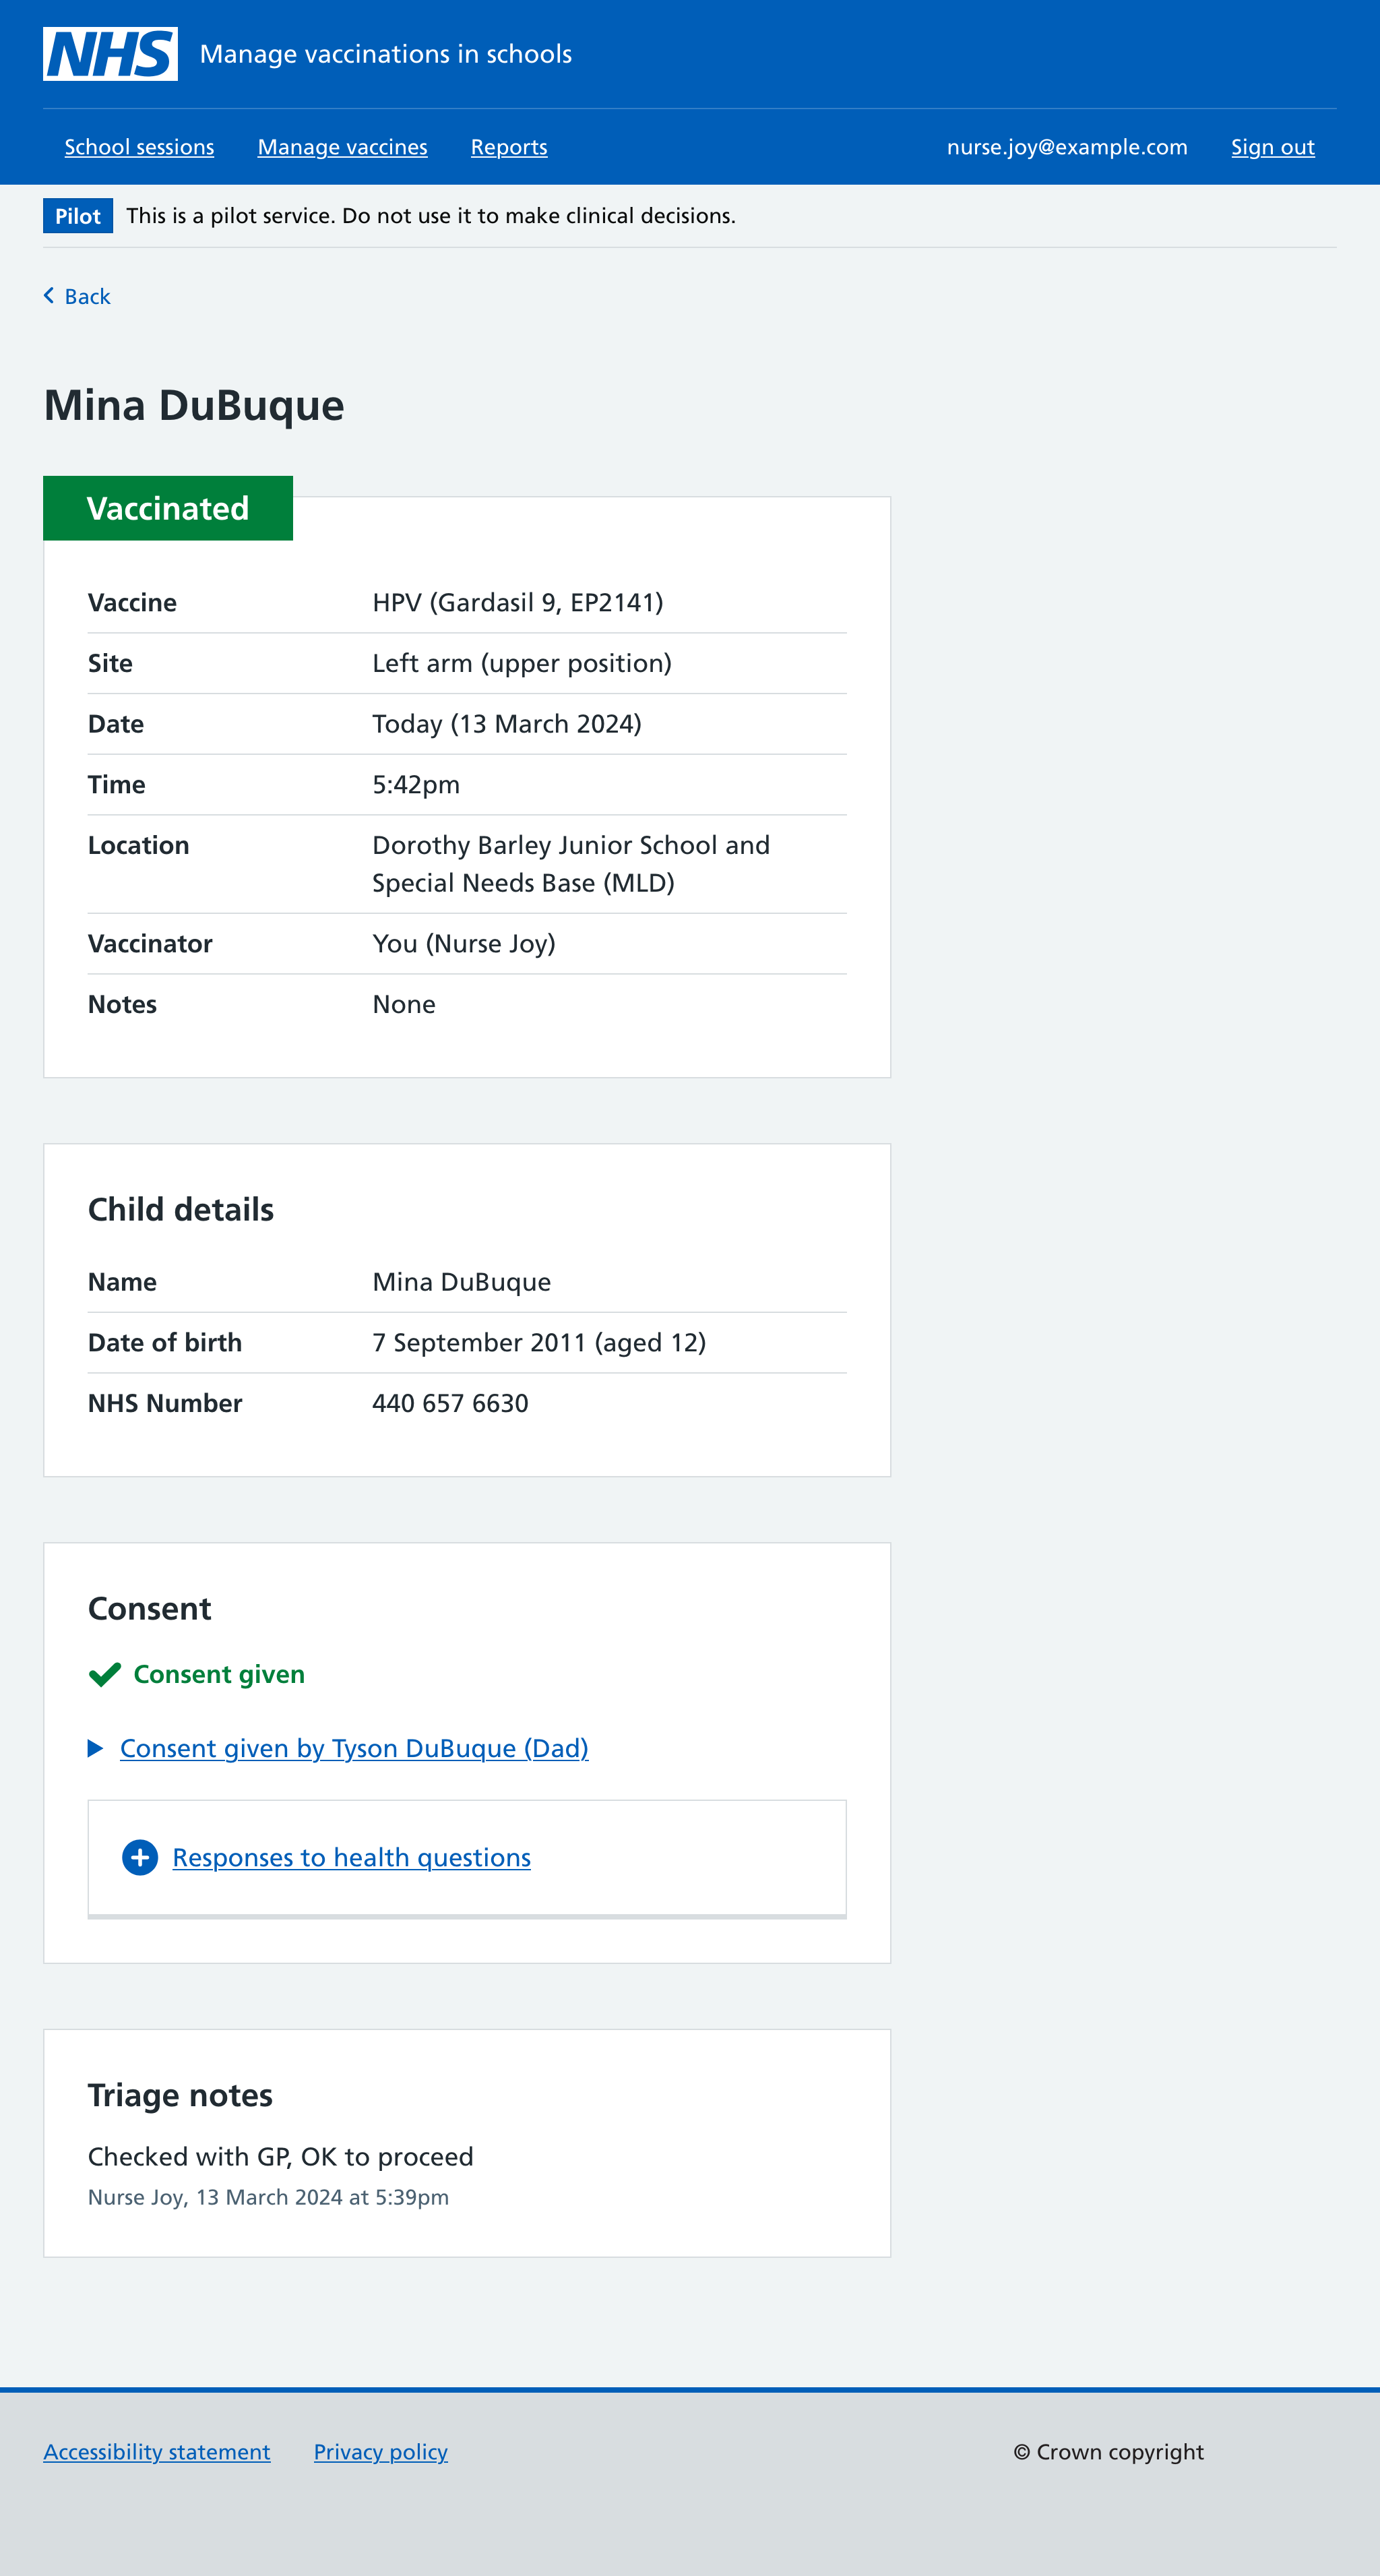 NHS Manage vaccinations in schools
School sessions Manage vaccines Reports nurse.joy@example.com Sign out
Pilot This is a pilot service. Do not use it to make clinical decisions.
Back
Mina DuBuque
Vaccinated
Vaccine HPV (Gardasil 9, EP2141)
Site Left arm (upper position)
Date Today (13 March 2024)
Time 5:42pm
Location Dorothy Barley Junior School and
Special Needs Base (MLD)
Vaccinator You (Nurse Joy)
Notes None
Child details
Name Mina DuBuque
Date of birth 7 September 2011 (aged 12)
NHS Number 440 657 6630
Consent
Consent given
Consent given by Tyson DuBuque (Dad)
Responses to health questions
Triage notes
Checked with GP, OK to proceed
Nurse Joy, 13 March 2024 at 5:39pm
Accessibility statement Privacy policy © Crown copyright